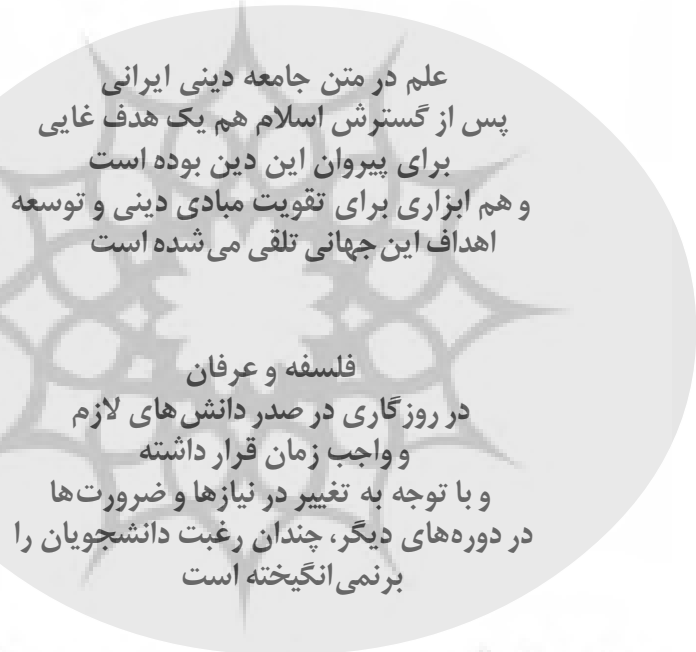 علم در متن جامعه دینی ایرانی
پس از گسترش اسلام هم یک هدف غایی
برای پیروان این دین بوده است
و هم ابزاری برای تقویت مبادی دینی و توسعه
اهداف این جهانی تلقی می‌شده است
فلسفه و عرفان
در روزگاری در صدر دانش‌های لازم
و واجب زمان قرار داشته
و با توجه به تغییر در نیازها و ضرورت‌ها
در دوره‌های دیگر، چندان رغبت دانشجویان را
برنمی‌انگیخته است